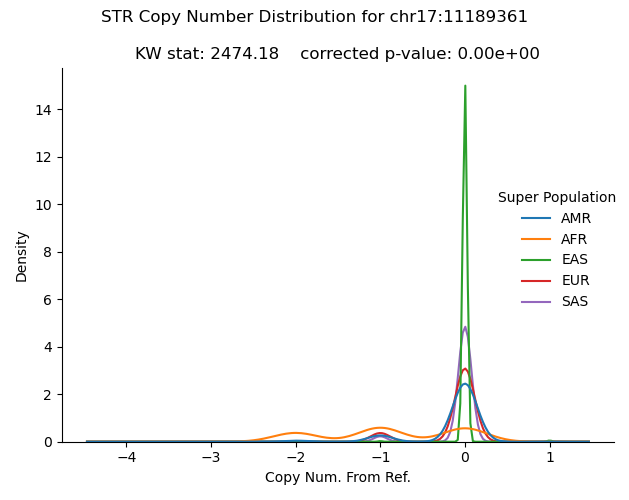 STR Copy Number Distribution for chr17:11189361
KW stat: 2474.18    corrected p-value: 0.00e+00
14
12
10
8
6
4
2
0
Density
Super Population
AMR
AFR
EAS
EUR
SAS
−4
−3
−2
−1
0
1
Copy Num. From Ref.